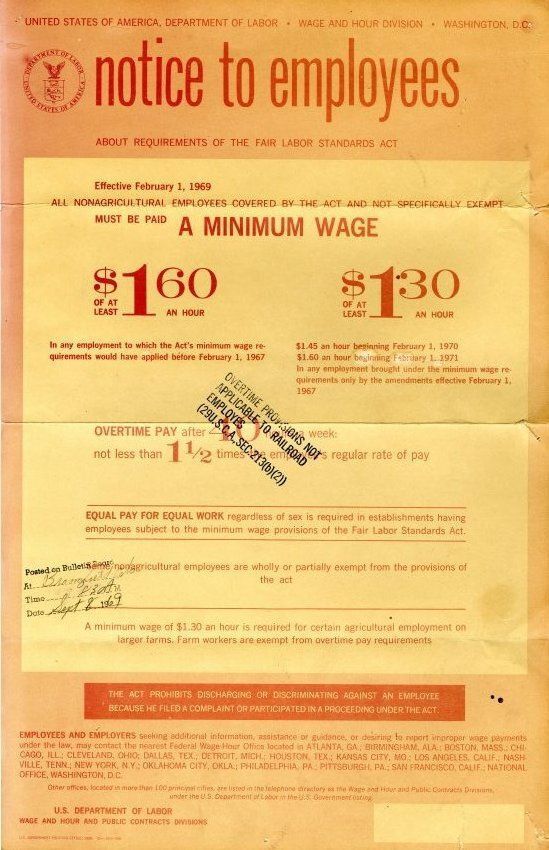 UNITED STATES OF AMERICA, DEPARTMENT OF LABOR • WAGE AND HOUR DIVISION • WASHINGTON, D.C.
DEPARTMENT OF LABOR
UNITED STATES OF AMERICA
notice to employees
ABOUT REQUIREMENTS OF THE FAIR LABOR STANDARDS ACT
Effective February 1, 1969
ALL NONAGRICULTURAL EMPLOYEES COVERED BY THE ACT AND NOT SPECIFICALLY EXEMPT
MUST BE PAID A MINIMUM WAGE
$1.60
OF AT
LEAST
AN HOUR
In any employment to which the Act's minimum wage re-
quirements would have applied before February 1, 1967
$1.30
OF AT
LEAST
AN HOUR
$1.45 an hour beginning February 1, 1970
$1.60 an hour beginning February 1, 1971
In any employment brought under the minimum wage re-
quirements only by the amendments effective February 1,
1967
OVERTIME PROVISIONS NOT
APPLICABLE TO RAILROAD
EMPLOYES
(29 U.S.C.A. SEC. 213(b)(2))
OVERTIME PAY after 40 a week:
not less than 1 1/2 times employee's regular rate of pay
EQUAL PAY FOR EQUAL WORK regardless of sex is required in establishments having
employees subject to the minimum wage provisions of the Fair Labor Standards Act.
Some nonagricultural employees are wholly or partially exempt from the provisions of
the act
Posted on Bulletin Board
At
Time
Date Sept 8 1969
A minimum wage of $1.30 an hour is required for certain agricultural employment on
larger farms. Farm workers are exempt from overtime pay requirements
THE ACT PROHIBITS DISCHARGING OR DISCRIMINATING AGAINST AN EMPLOYEE
BECAUSE HE FILED A COMPLAINT OR PARTICIPATED IN A PROCEEDING UNDER THE ACT.
EMPLOYEES AND EMPLOYERS seeking additional information, assistance or guidance, or desiring to report improper wage payments
under the law, may contact the nearest Federal Wage-Hour Office located in ATLANTA, GA.; BIRMINGHAM, ALA.; BOSTON, MASS.; CHI-
CAGO, ILL.; CLEVELAND, OHIO; DALLAS, TEX.; DETROIT, MICH.; HOUSTON, TEX.; KANSAS CITY, MO.; LOS ANGELES, CALIF.; NASH-
VILLE, TENN.; NEW YORK, N.Y.; OKLAHOMA CITY, OKLA.; PHILADELPHIA, PA.; PITTSBURGH, PA.; SAN FRANCISCO, CALIF.; NATIONAL
OFFICE, WASHINGTON, D.C.
Other offices, located in more than 100 principal cities, are listed in the telephone directory as the Wage and Hour and Public Contracts Divisions,
under the U.S. Department of Labor in the U.S. Government listing.
U.S. DEPARTMENT OF LABOR
WAGE AND HOUR AND PUBLIC CONTRACTS DIVISIONS